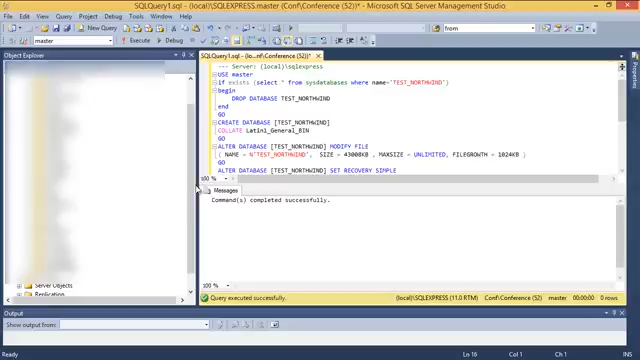 SQLQuery1.sql - (local)\SQLEXPRESS.master (Conf\Conference (52))* - Microsoft SQL Server Management Studio
File Edit View Query Project Debug Tools Window Help
New Query
from
master
Execute Debug
Object Explorer
SQLQuery1.sql - (lo...nf\Conference (52))*
Properties
--- Server: (local)\sqlexpress
USE master
if exists (select * from sysdatabases where name='TEST_NORTHWIND')
begin
DROP DATABASE TEST_NORTHWIND
end
GO
CREATE DATABASE [TEST_NORTHWIND]
COLLATE Latin1_General_BIN
GO
ALTER DATABASE [TEST_NORTHWIND] MODIFY FILE
( NAME = N'TEST_NORTHWIND', SIZE = 43008KB , MAXSIZE = UNLIMITED, FILEGROWTH = 1024KB )
GO
ALTER DATABASE [TEST_NORTHWIND] SET RECOVERY SIMPLE
100 %
Messages
Command(s) completed successfully.
100 %
Server Objects
Replication
Query executed successfully.
(local)\SQLEXPRESS (11.0 RTM) Conf\Conference (52) master 00:00:00 0 rows
Output
Show output from:
Ready
Ln 16 Col 1 Ch 1 INS